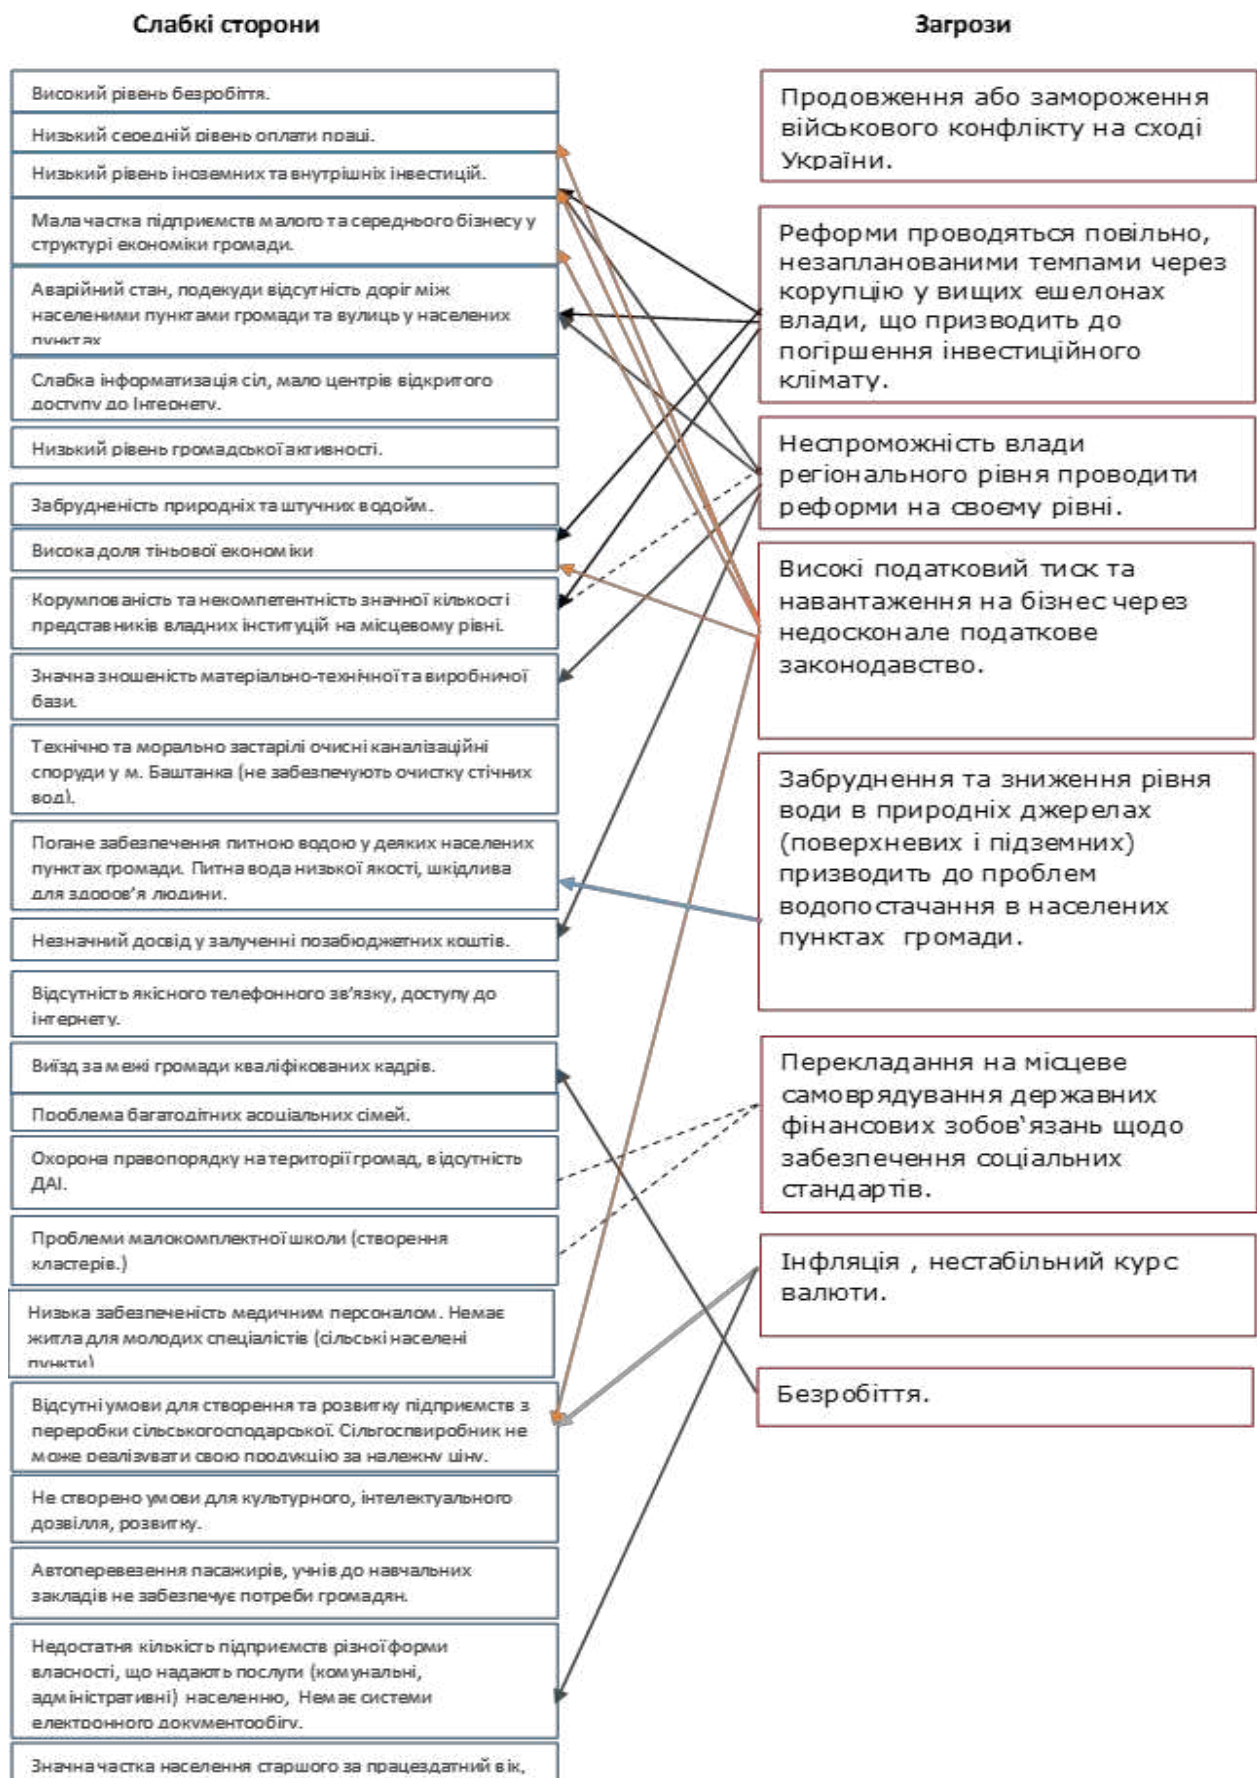 Слабкі сторони
Високий рівень безробіття.
Низький середній рівень оплати праці.
Низький рівень іноземних та внутрішніх інвестицій.
Мала частка підприємств малого та середнього бізнесу у
структурі економіки громади.
Аварійний стан, подекуди відсутність доріг між
населеними пунктами громади та вулиць у населених
пунктах
Слабка інформатизація сіл, мало центрів відкритого
доступу до Інтернету.
Низький рівень громадської активності.
Забрудненість природніх та штучних водойм.
Висока доля тіньової економіки
Корумпованість та некомпетентність значної кількості
представників владних інституцій на місцевому рівні.
Значна зношеність матеріально-технічної та виробничої
бази.
Технічно та морально застарілі очисні каналізаційні
споруди у м. Баштанка (не забезпечують очистку стічних
вод).
Погане забезпечення питною водою у деяких населених
пунктах громади. Питна вода низької якості, шкідлива
для здоров'я людини.
Незначний досвід у залученні позабюджетних коштів.
Відсутність якісного телефонного зв'язку, доступу до
інтернету.
Виїзд за межі громади кваліфікованих кадрів.
Проблема багатодітних асоціальних сімей.
Охорона правопорядку на території громад, відсутність
ДАІ.
Проблеми малокомплектної школи (створення
кластерів.)
Низька забезпеченість медичним персоналом. Немає
житла для молодих спеціалістів (сільські населені
пункти)
Відсутні умови для створення та розвитку підприємств з
переробки сільськогосподарської. Сільгоспвиробник не
може реалізувати свою продукцію за належну ціну.
Не створено умови для культурного, інтелектуального
дозвілля, розвитку.
Автоперевезення пасажирів, учнів до навчальних
закладів не забезпечує потреби громадян.
Недостатня кількість підприємств різної форми
власності, що надають послуги (комунальні,
адміністративні) населенню, Немає системи
електронного документообігу.
Значна частка населення старшого за працездатний вік,
Загрози
Продовження або замороження
військового конфлікту на сході
України.
Реформи проводяться повільно,
незапланованими темпами через
корупцію у вищих ешелонах
влади, що призводить до
погіршення інвестиційного
клімату.
Неспроможність влади
регіонального рівня проводити
реформи на своєму рівні.
Високі податковий тиск та
навантаження на бізнес через
недосконале податкове
законодавство.
Забруднення та зниження рівня
води в природніх джерелах
(поверхневих і підземних)
призводить до проблем
водопостачання в населених
пунктах громади.
Перекладання на місцеве
самоврядування державних
фінансових зобов'язань щодо
забезпечення соціальних
стандартів.
Інфляція , нестабільний курс
валюти.
Безробіття.